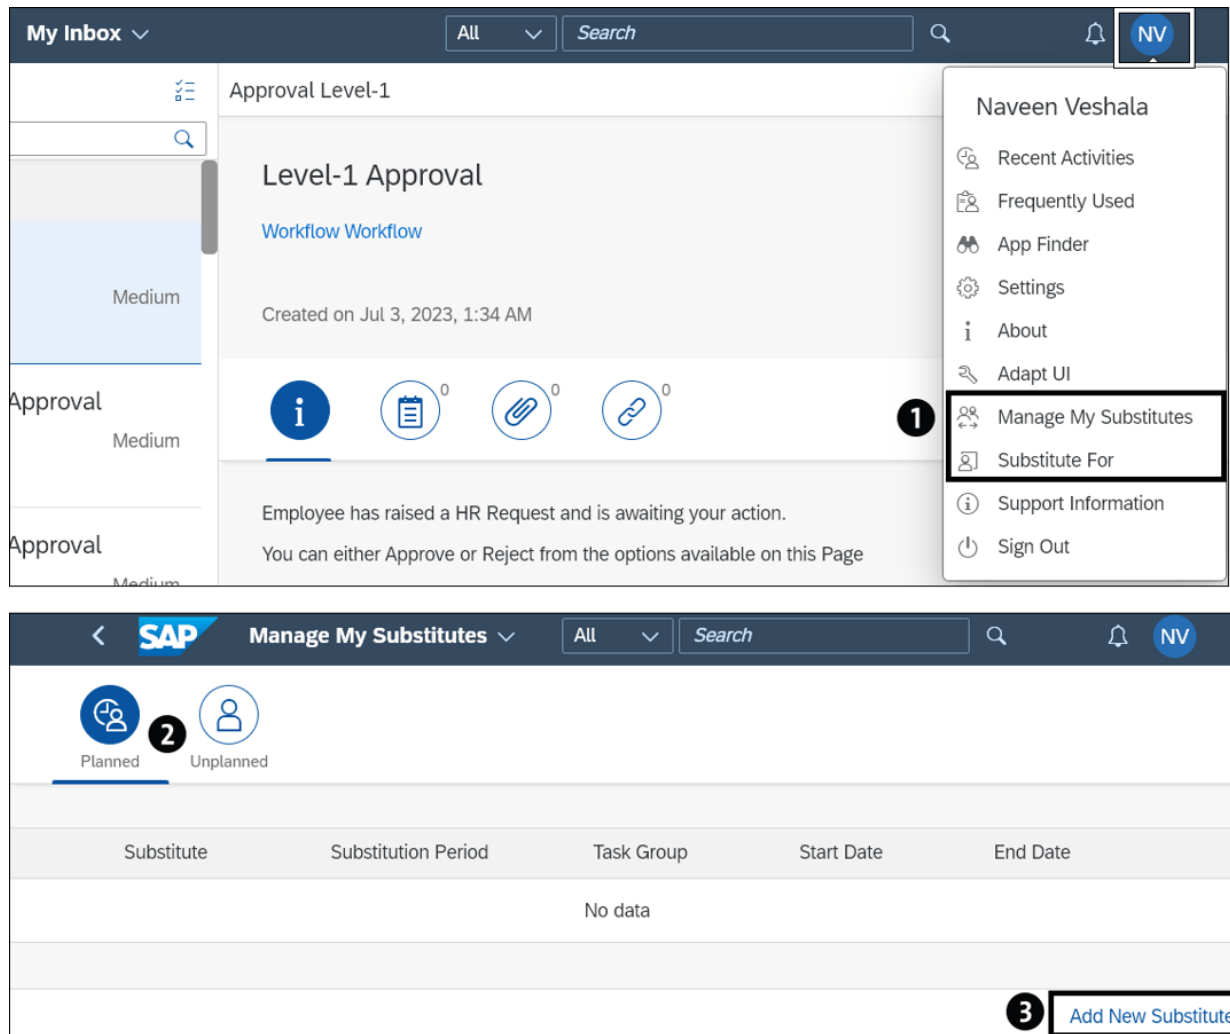 My Inbox All Search NV
Approval Level-1
Naveen Veshala
Level-1 Approval
Workflow Workflow
Medium
Created on Jul 3, 2023, 1:34 AM
i 0 0 0
Approval
Medium
Employee has raised a HR Request and is awaiting your action.
Approval
You can either Approve or Reject from the options available on this Page
Medium
Recent Activities
Frequently Used
App Finder
Settings
i About
Adapt UI
1 Manage My Substitutes
Substitute For
i Support Information
Sign Out
SAP Manage My Substitutes All Search NV
2
Planned Unplanned
Substitute Substitution Period Task Group Start Date End Date
No data
3 Add New Substitute